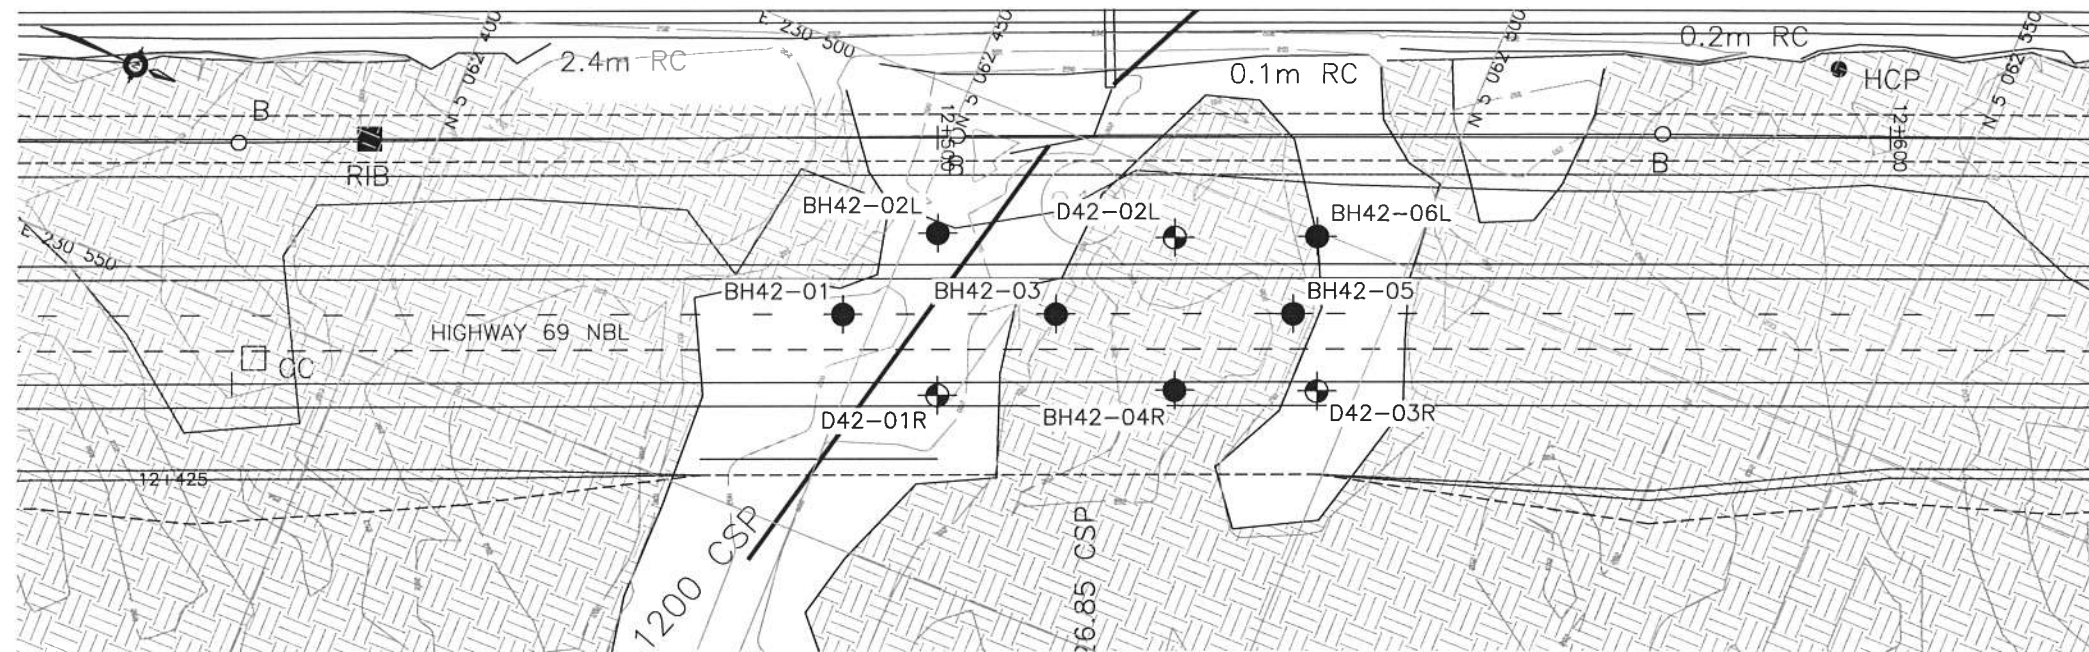 E 230 500
N 5 062 400
N 5 062 450
N 5 062 500
N 5 062 550
2.4m RC
0.1m RC
0.2m RC
HCP
B
RIB
12+500
B
B
12+600
BH42-02L
D42-02L
BH42-06L
E 230 550
BH42-01
BH42-03
BH42-05
HIGHWAY 69 NBL
CC
D42-01R
BH42-04R
D42-03R
12+425
1200 CSP
26.85 CSP